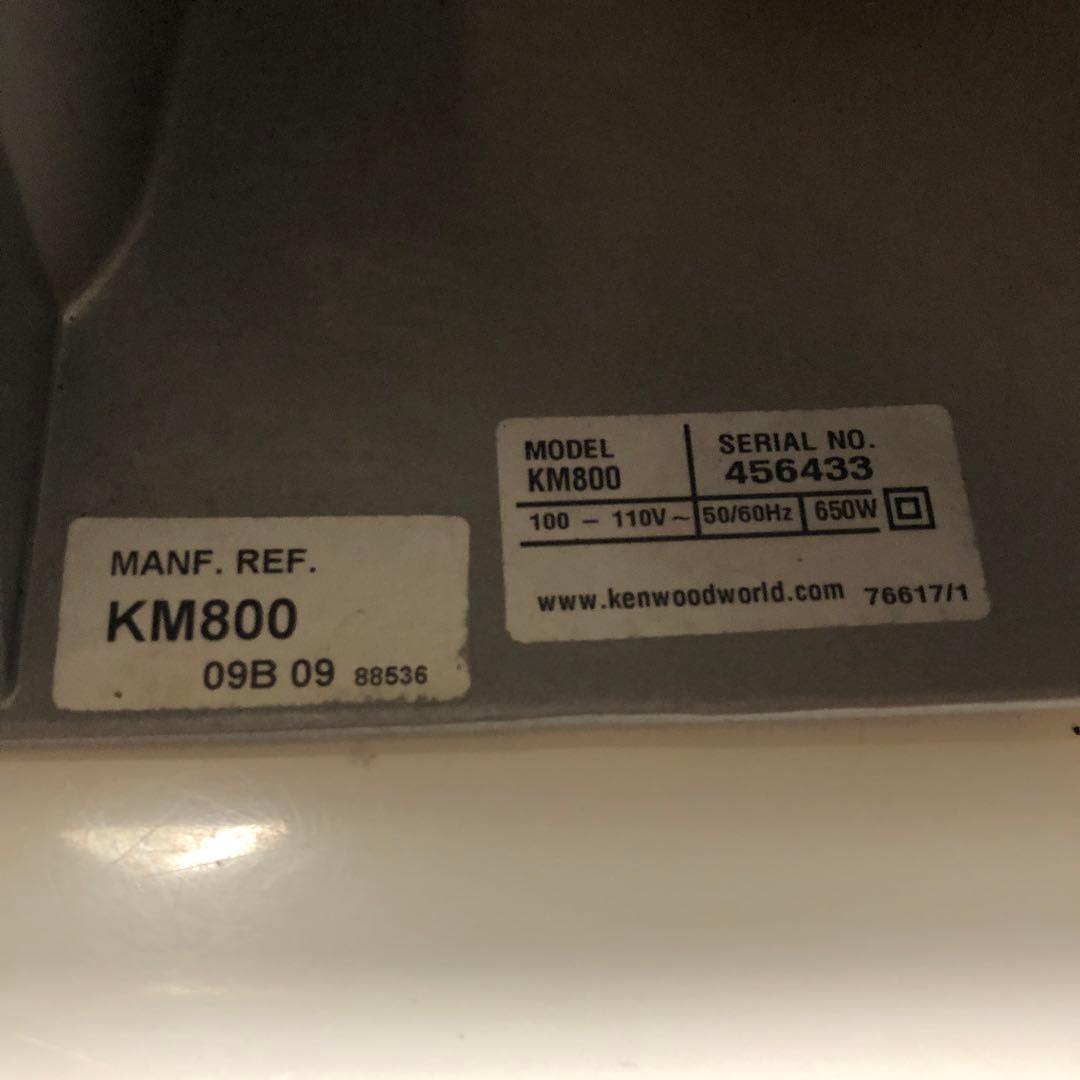 MANF. REF.
KM800
09B 09 88536
MODEL
KM800
SERIAL NO.
456433
100 - 110V~ 50/60Hz 650W
www.kenwoodworld.com 76617/1